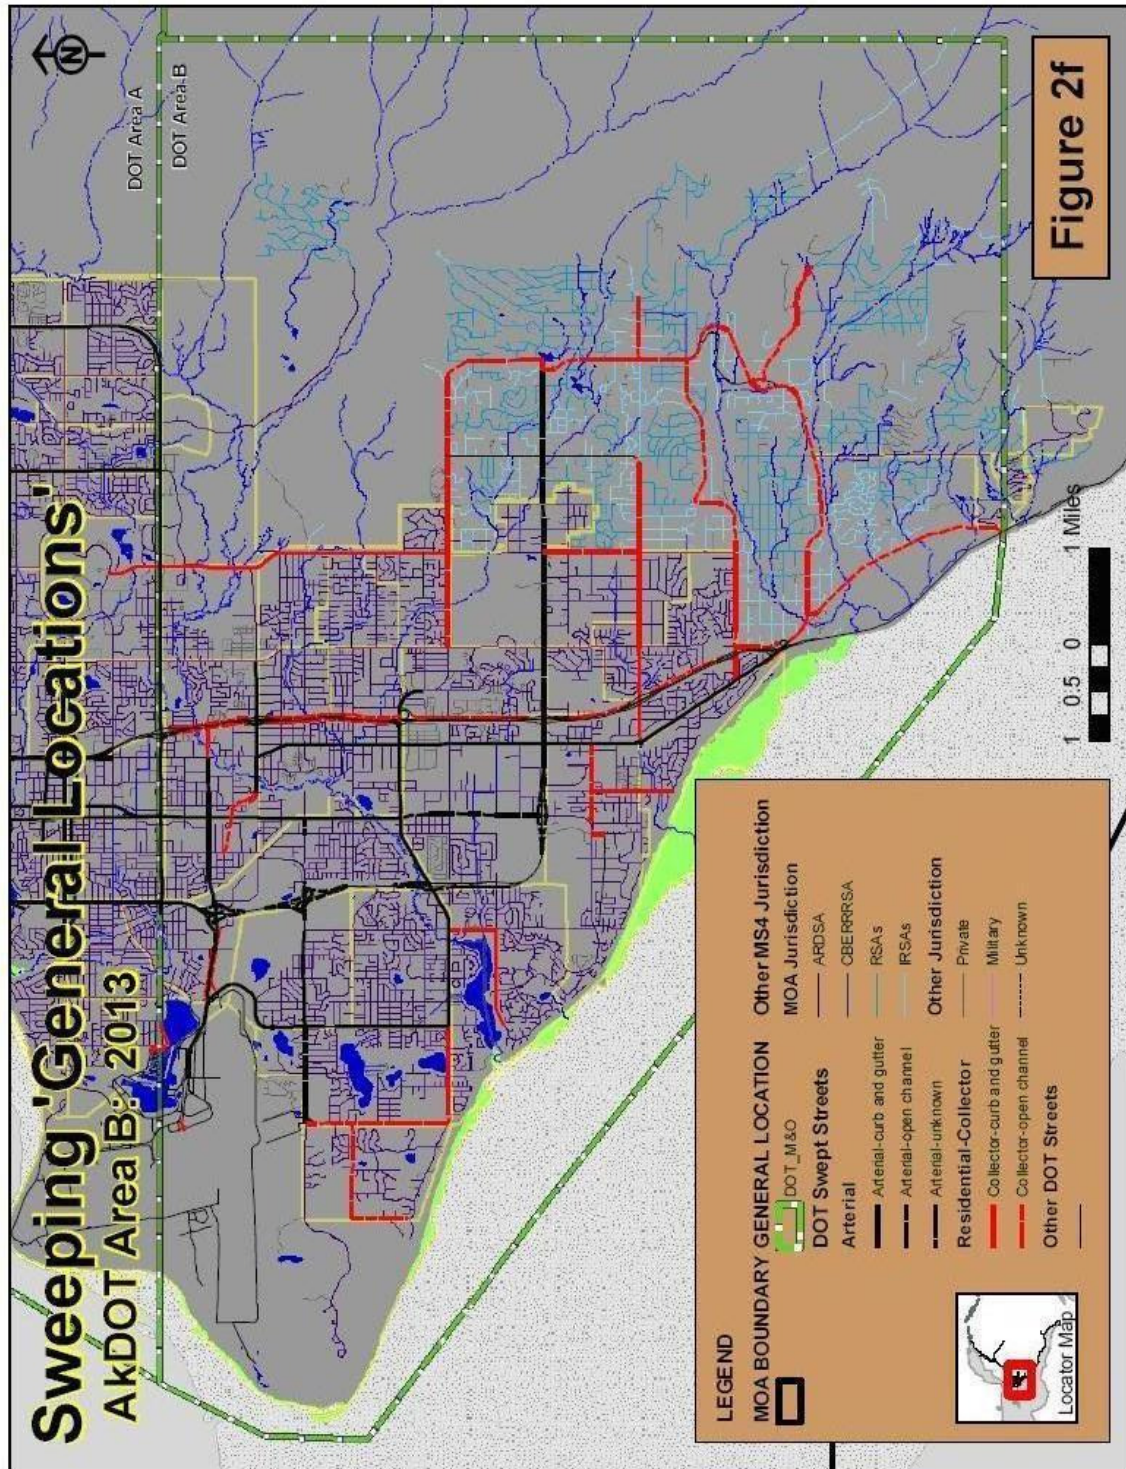 Sweeping 'General Locations'
AkDOT Area B: 2013
N
DOT Area A
DOT Area B
Figure 2f
1 0.5 0 1 Miles
LEGEND
MOA BOUNDARY GENERAL LOCATION
DOT_M&O
DOT Swept Streets
Arterial
Arterial-curb and gutter
Arterial-open channel
Arterial-unknown
Residential-Collector
Collector-curb and gutter
Collector-open channel
Other DOT Streets
Other MS4 Jurisdiction
MOA Jurisdiction
ARDSA
CBERRRSA
RSAs
IRSAs
Other Jurisdiction
Private
Military
Unknown
Locator Map